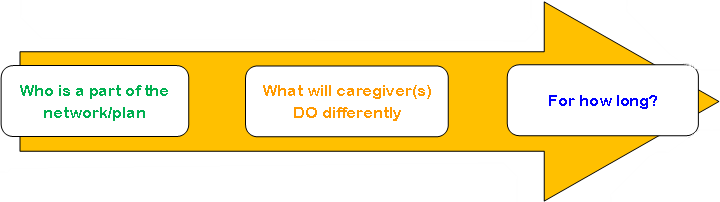 Who is a part of the
network/plan
What will caregiver(s)
DO differently
For how long?